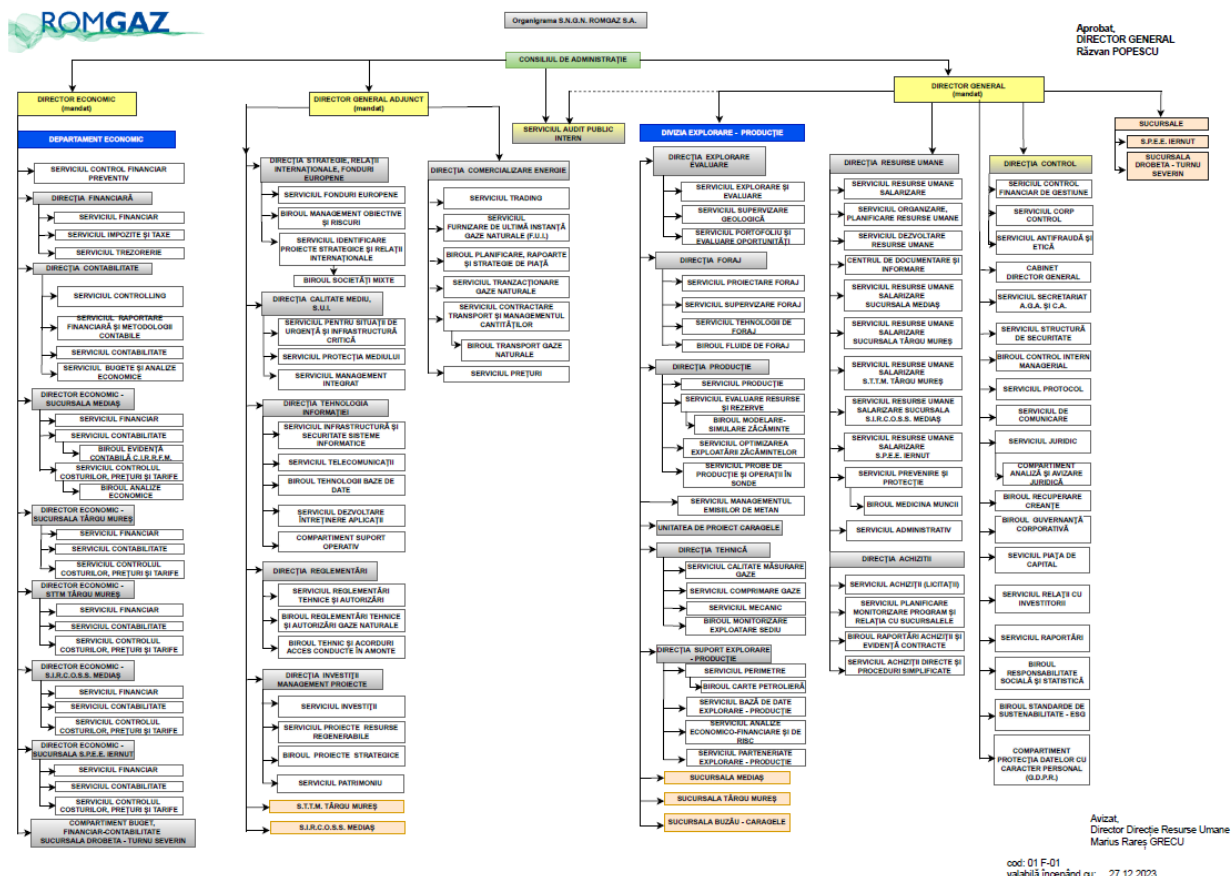 ROMGAZ
Organigrama S.N.G.N. ROMGAZ S.A.
Aprobat,
DIRECTOR GENERAL
Răzvan POPESCU
CONSILIUL DE ADMINISTRAȚIE
DIRECTOR ECONOMIC
(mandat)
DIRECTOR GENERAL ADJUNCT
(mandat)
DIRECTOR GENERAL
(mandat)
SERVICIUL AUDIT PUBLIC
INTERN
DEPARTAMENT ECONOMIC
SERVICIUL CONTROL FINANCIAR
PREVENTIV
DIRECȚIA FINANCIARĂ
SERVICIUL FINANCIAR
SERVICIUL IMPOZITE ȘI TAXE
SERVICIUL TREZORERIE
DIRECȚIA CONTABILITATE
SERVICIUL CONTROLLING
SERVICIUL RAPORTARE
FINANCIARĂ ȘI METODOLOGII
CONTABILE
SERVICIUL CONTABILITATE
SERVICIUL BUGETE ȘI ANALIZE
ECONOMICE
DIRECTOR ECONOMIC -
SUCURSALA MEDIAȘ
SERVICIUL FINANCIAR
SERVICIUL CONTABILITATE
BIROUL EVIDENȚĂ
CONTABILĂ C.I.R.R.F.M.
SERVICIUL CONTROLUL
COSTURILOR, PREȚURI ȘI TARIFE
BIROUL ANALIZE
ECONOMICE
DIRECTOR ECONOMIC -
SUCURSALA TÂRGU MUREȘ
SERVICIUL FINANCIAR
SERVICIUL CONTABILITATE
SERVICIUL CONTROLUL
COSTURILOR, PREȚURI ȘI TARIFE
DIRECTOR ECONOMIC -
STTM TÂRGU MUREȘ
SERVICIUL FINANCIAR
SERVICIUL CONTABILITATE
SERVICIUL CONTROLUL
COSTURILOR, PREȚURI ȘI TARIFE
DIRECTOR ECONOMIC -
S.I.R.C.O.S.S. MEDIAȘ
SERVICIUL FINANCIAR
SERVICIUL CONTABILITATE
SERVICIUL CONTROLUL
COSTURILOR, PREȚURI ȘI TARIFE
DIRECTOR ECONOMIC -
SUCURSALA S.P.E.E. IERNUT
SERVICIUL FINANCIAR
SERVICIUL CONTABILITATE
SERVICIUL CONTROLUL
COSTURILOR, PREȚURI ȘI TARIFE
COMPARTIMENT BUGET,
FINANCIAR-CONTABILITATE
SUCURSALA DROBETA - TURNU SEVERIN
DIRECȚIA STRATEGIE, RELAȚII
INTERNAȚIONALE, FONDURI
EUROPENE
SERVICIUL FONDURI EUROPENE
BIROUL MANAGEMENT OBIECTIVE
ȘI RISCURI
SERVICIUL IDENTIFICARE
PROIECTE STRATEGICE ȘI RELAȚII
INTERNAȚIONALE
BIROUL SOCIETĂȚI MIXTE
DIRECȚIA CALITATE MEDIU,
S.U.I.
SERVICIUL PENTRU SITUAȚII DE
URGENȚĂ ȘI INFRASTRUCTURĂ
CRITICĂ
SERVICIUL PROTECȚIA MEDIULUI
SERVICIUL MANAGEMENT
INTEGRAT
DIRECȚIA TEHNOLOGIA
INFORMAȚIEI
SERVICIUL INFRASTRUCTURĂ ȘI
SECURITATE SISTEME
INFORMATICE
SERVICIUL TELECOMUNICAȚII
BIROUL TEHNOLOGII BAZE DE
DATE
SERVICIUL DEZVOLTARE
ÎNTREȚINERE APLICAȚII
COMPARTIMENT SUPORT
OPERATIV
DIRECȚIA REGLEMENTĂRI
SERVICIUL REGLEMENTĂRI
TEHNICE ȘI AUTORIZĂRI
BIROUL REGLEMENTĂRI TEHNICE
ȘI AUTORIZĂRI GAZE NATURALE
BIROUL TEHNIC ȘI ACORDURI
ACCES CONDUCTE ÎN AMONTE
DIRECȚIA INVESTIȚII
MANAGEMENT PROIECTE
SERVICIUL INVESTIȚII
SERVICIUL PROIECTE RESURSE
REGENERABILE
BIROUL PROIECTE STRATEGICE
SERVICIUL PATRIMONIU
S.T.T.M. TÂRGU MUREȘ
S.I.R.C.O.S.S. MEDIAȘ
DIRECȚIA COMERCIALIZARE ENERGIE
SERVICIUL TRADING
SERVICIUL
FURNIZARE DE ULTIMĂ INSTANȚĂ
GAZE NATURALE (F.U.I.)
BIROUL PLANIFICARE, RAPOARTE
ȘI STRATEGIE DE PIAȚĂ
SERVICIUL TRANZACȚIONARE
GAZE NATURALE
SERVICIUL CONTRACTARE
TRANSPORT ȘI MANAGEMENTUL
CANTITĂȚILOR
BIROUL TRANSPORT GAZE
NATURALE
SERVICIUL PREȚURI
DIVIZIA EXPLORARE - PRODUCȚIE
DIRECȚIA EXPLORARE
EVALUARE
SERVICIUL EXPLORARE ȘI
EVALUARE
SERVICIUL SUPERVIZARE
GEOLOGICĂ
SERVICIUL PORTOFOLIU ȘI
EVALUARE OPORTUNITĂȚI
DIRECȚIA FORAJ
SERVICIUL PROIECTARE FORAJ
SERVICIUL SUPERVIZARE FORAJ
SERVICIUL TEHNOLOGII DE
FORAJ
BIROUL FLUIDE DE FORAJ
DIRECȚIA PRODUCȚIE
SERVICIUL PRODUCȚIE
SERVICIUL EVALUARE RESURSE
ȘI REZERVE
BIROUL MODELARE-
SIMULARE ZĂCĂMINTE
SERVICIUL OPTIMIZAREA
EXPLOATĂRII ZĂCĂMINTELOR
SERVICIUL PROBE DE
PRODUCȚIE ȘI OPERAȚII ÎN
SONDE
SERVICIUL MANAGEMENTUL
EMISIILOR DE METAN
UNITATEA DE PROIECT CARAGELE
DIRECȚIA TEHNICĂ
SERVICIUL CALITATE MĂSURARE
GAZE
SERVICIUL COMPRIMARE GAZE
SERVICIUL MECANIC
BIROUL MONITORIZARE
EXPLOATARE SEDIU
DIRECȚIA SUPORT EXPLORARE
- PRODUCȚIE
SERVICIUL PERIMETRE
BIROUL CARTE PETROLIERĂ
SERVICIUL BAZĂ DE DATE
EXPLORARE - PRODUCȚIE
SERVICIUL ANALIZE
ECONOMICO-FINANCIARE ȘI DE
RISC
SERVICIUL PARTENERIATE
EXPLORARE - PRODUCȚIE
SUCURSALA MEDIAȘ
SUCURSALA TÂRGU MUREȘ
SUCURSALA BUZĂU - CARAGELE
DIRECȚIA RESURSE UMANE
SERVICIUL RESURSE UMANE
SALARIZARE
SERVICIUL ORGANIZARE,
PLANIFICARE RESURSE UMANE
SERVICIUL DEZVOLTARE
RESURSE UMANE
CENTRUL DE DOCUMENTARE ȘI
INFORMARE
SERVICIUL RESURSE UMANE
SALARIZARE
SUCURSALA MEDIAȘ
SERVICIUL RESURSE UMANE
SALARIZARE
SUCURSALA TÂRGU MUREȘ
SERVICIUL RESURSE UMANE
SALARIZARE
S.T.T.M. TÂRGU MUREȘ
SERVICIUL RESURSE UMANE
SALARIZARE SUCURSALA
S.I.R.C.O.S.S. MEDIAȘ
SERVICIUL RESURSE UMANE
SALARIZARE
S.P.E.E. IERNUT
SERVICIUL PREVENIRE ȘI
PROTECȚIE
BIROUL MEDICINA MUNCII
SERVICIUL ADMINISTRATIV
DIRECȚIA ACHIZITII
SERVICIUL ACHIZIȚII (LICITAȚII)
SERVICIUL PLANIFICARE
MONITORIZARE PROGRAM ȘI
RELAȚIA CU SUCURSALELE
BIROUL RAPORTĂRI ACHIZIȚII ȘI
EVIDENȚĂ CONTRACTE
SERVICIUL ACHIZIȚII DIRECTE ȘI
PROCEDURI SIMPLIFICATE
DIRECȚIA CONTROL
SERICIUL CONTROL
FINANCIAR DE GESTIUNE
SERVICIUL CORP
CONTROL
SERVICIUL ANTIFRAUDĂ ȘI
ETICĂ
CABINET
DIRECTOR GENERAL
SERVICIUL SECRETARIAT
A.G.A. ȘI C.A.
SERVICIUL STRUCTURĂ
DE SECURITATE
BIROUL CONTROL INTERN
MANAGERIAL
SERVICIUL PROTOCOL
SERVICIUL DE
COMUNICARE
SERVICIUL JURIDIC
COMPARTIMENT
ANALIZĂ ȘI AVIZARE
JURIDICĂ
BIROUL RECUPERARE
CREANȚE
BIROUL GUVERNANȚĂ
CORPORATIVĂ
SEVICIUL PIAȚA DE
CAPITAL
SERVICIUL RELAȚII CU
INVESTITORII
SERVICIUL RAPORTĂRI
BIROUL
RESPONSABILITATE
SOCIALĂ ȘI STATISTICĂ
BIROUL STANDARDE DE
SUSTENABILITATE - ESG
COMPARTIMENT
PROTECȚIA DATELOR CU
CARACTER PERSONAL
(G.D.P.R.)
SUCURSALE
S.P.E.E. IERNUT
SUCURSALA
DROBETA - TURNU
SEVERIN
Avizat,
Director Direcție Resurse Umane
Marius Rareș GRECU
cod: 01 F-01
valabilă începând cu: 27.12.2023